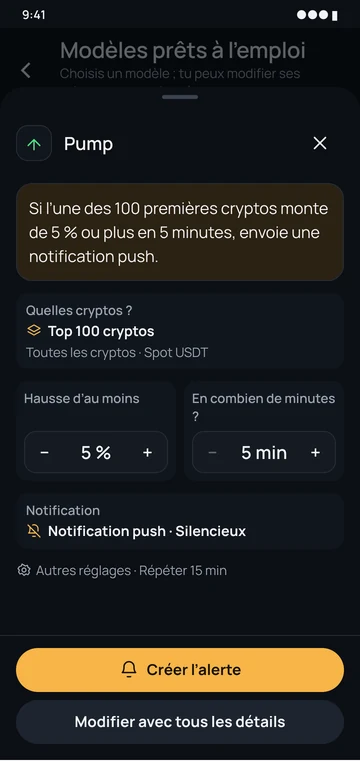 9:41
Modèles prêts à l'emploi
Choisis un modèle ; tu peux modifier ses
Pump
Si l'une des 100 premières cryptos monte
de 5 % ou plus en 5 minutes, envoie une
notification push.
Quelles cryptos ?
Top 100 cryptos
Toutes les cryptos · Spot USDT
Hausse d'au moins
− 5 % +
En combien de minutes
?
− 5 min +
Notification
Notification push · Silencieux
Autres réglages · Répéter 15 min
Créer l'alerte
Modifier avec tous les détails